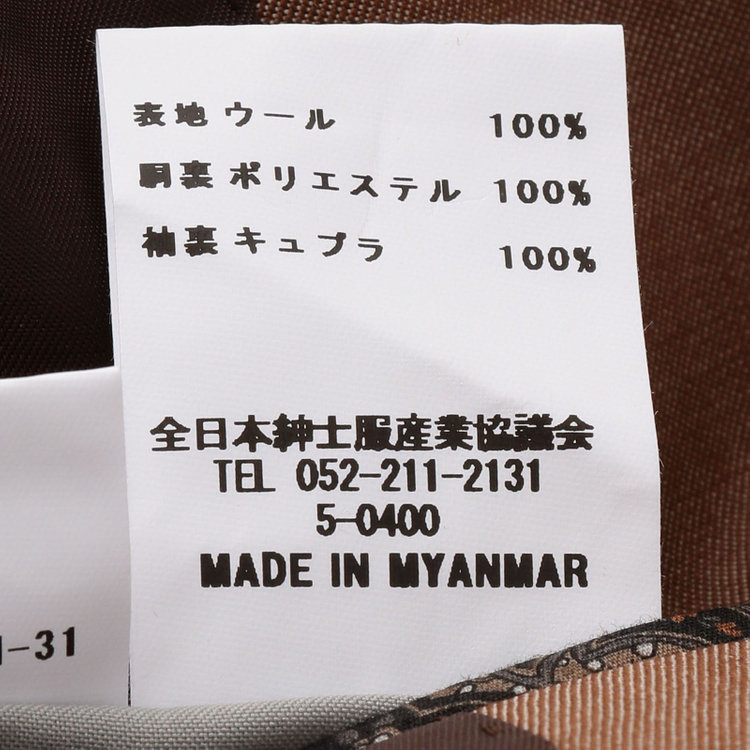 表地 ウール 100%
胴裏 ポリエステル 100%
袖裏 キュプラ 100%
全日本紳士服産業協議会
TEL 052-211-2131
5-0400
MADE IN MYANMAR
-31